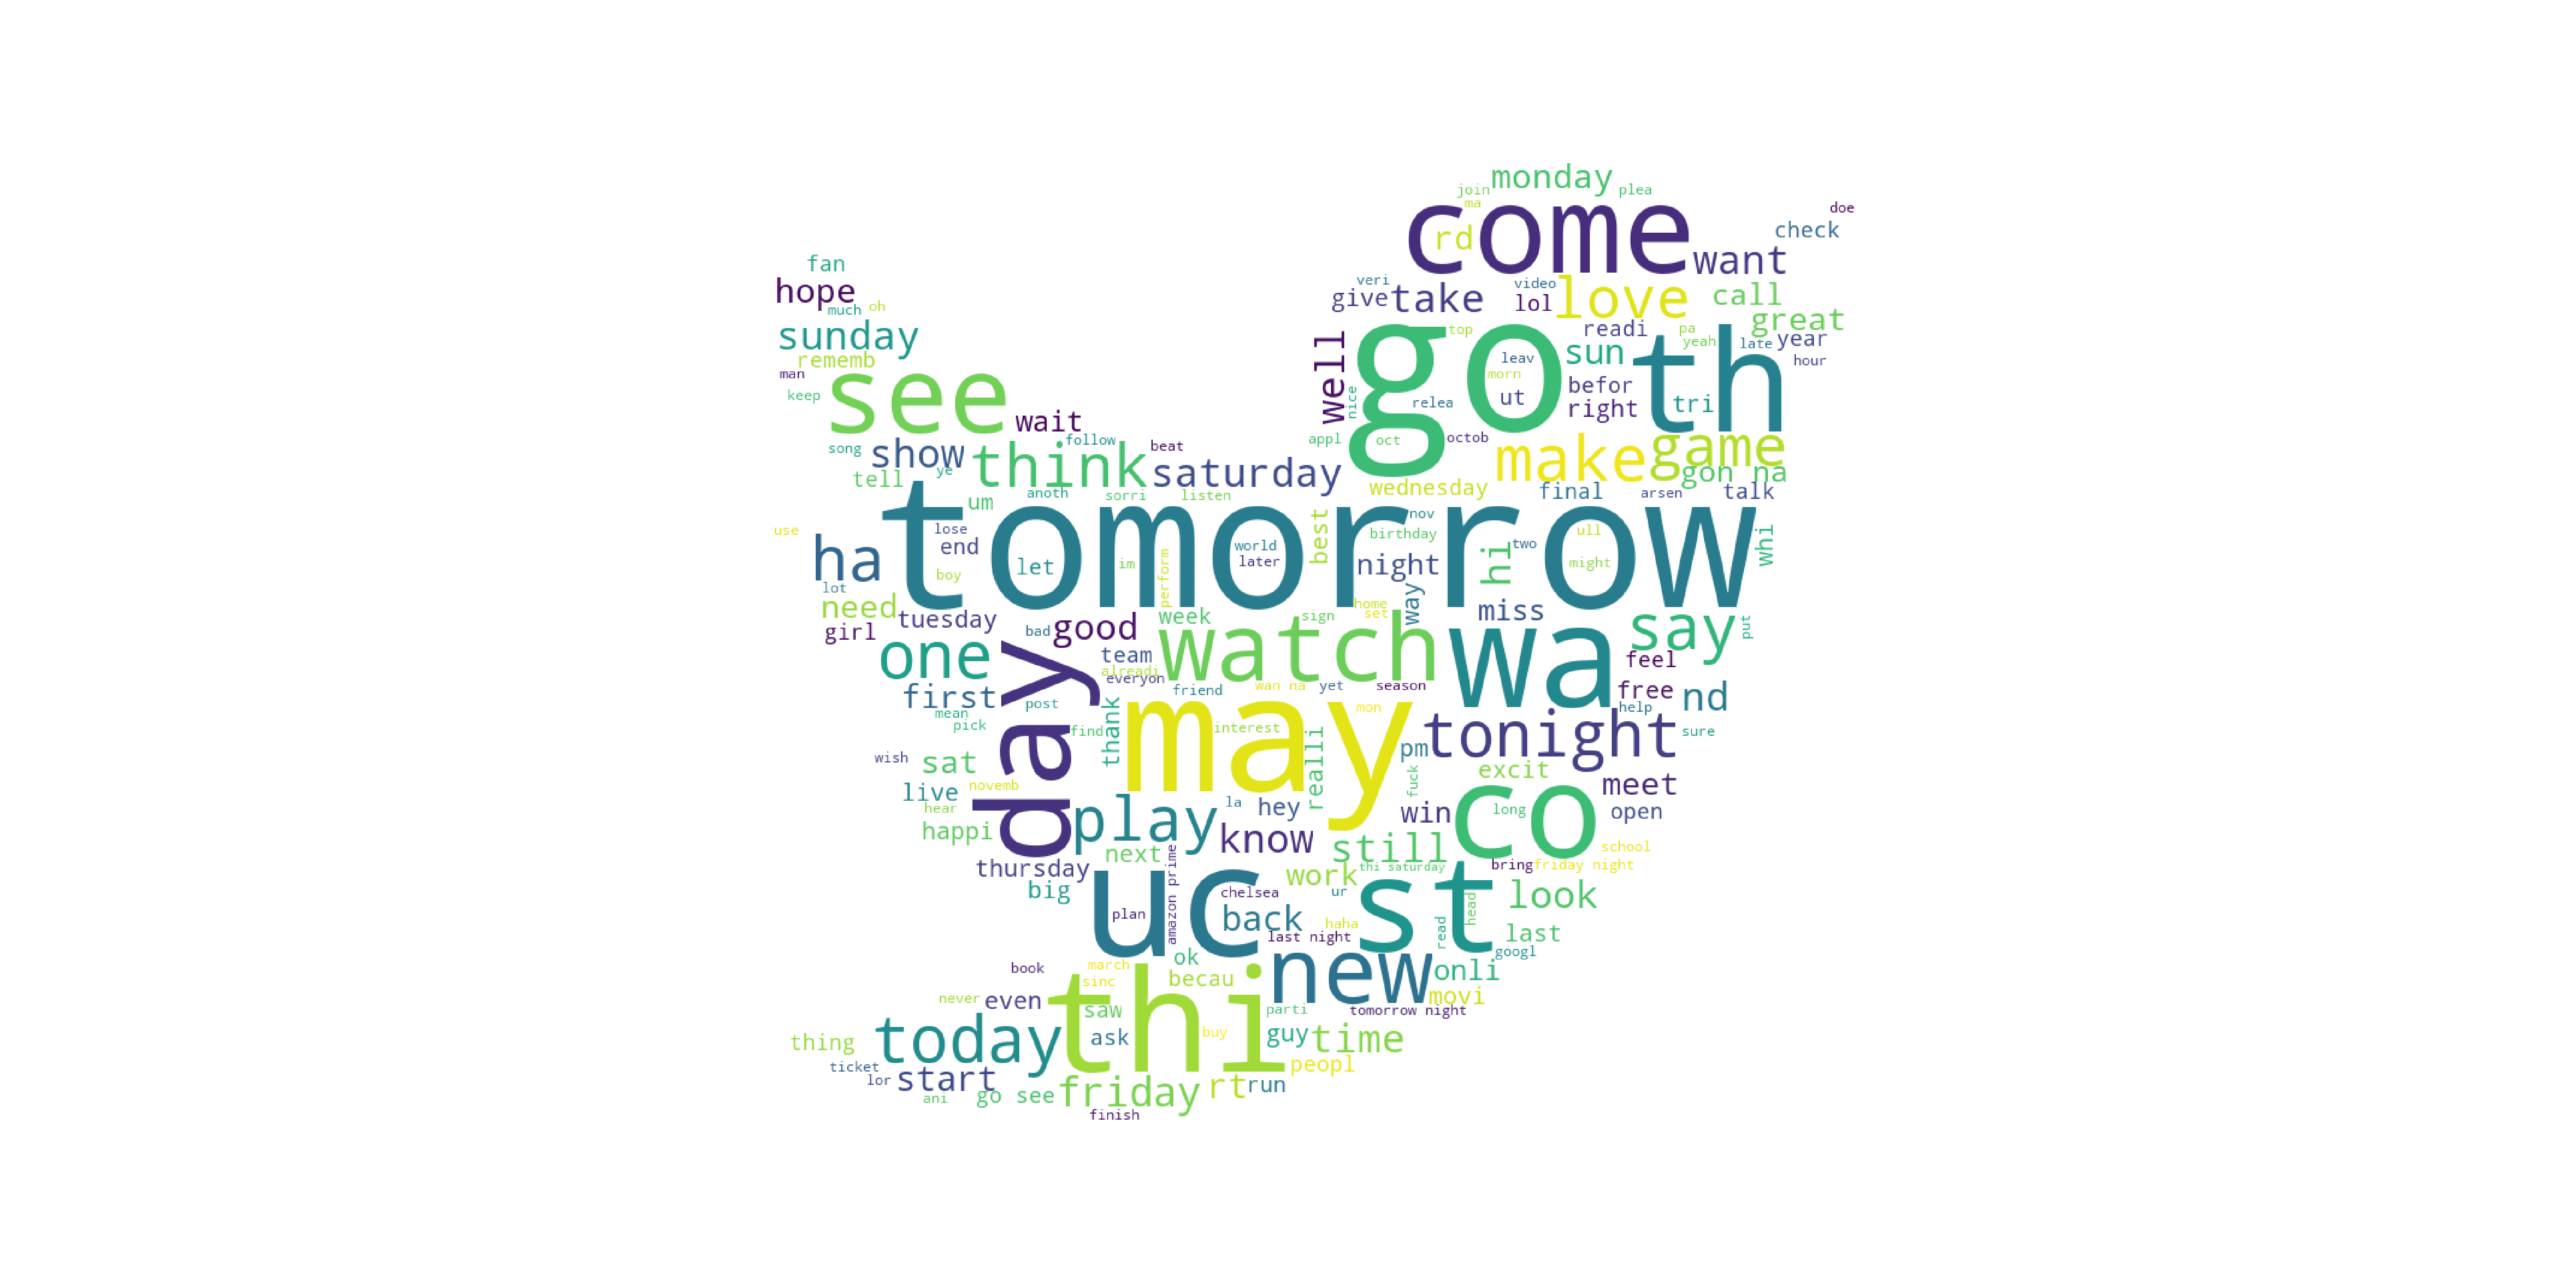 monday
join
plea
ma
come
doe
rd
check
want
fan
hope
much
oh
veri
video
give
take
lol
love
call
great
sunday
rememb
man
keep
see
wait
well
nice
go
top
leav
morn
ut
relea
readi
sun
befor
right
th
pa
yeah
late
year
hour
tri
song
show
ye
tell
think
follow
beat
saturday
appl
oct
octob
make
game
gon na
wednesday
final
arsen
talk
um
anoth
sorri
listen
use
ha
tomorrow
lose
end
boy
let
im
perform
world
later
best
nov
birthday
night
hi
two
ull
might
whi
lot
need
girl
tuesday
bad
good
week
home
set
sign
way
miss
say
put
one
day
team
alreadi
everyon
watch
wa
feel
first
mean
pick
post
friend
wan na
yet
season
free
help
nd
find
thank
may
interest
mon
realli
pm
tonight
sure
wish
sat
live
novemb
hear
happi
play
la
hey
know
fuck
win
excit
co
long
meet
open
thursday
next
big
still
thi saturday
work
bring
friday night
school
uc
plan
amazon prime
chelsea
ur
back
haha
last night
st
read
head
look
last
googl
book
march
sinc
ok
becau
new
onli
movi
never
even
thi
saw
ask
buy
parti
guy
time
tomorrow night
thing
today
ticket
lor
start
ani
go see
friday
rt
run
peopl
finish